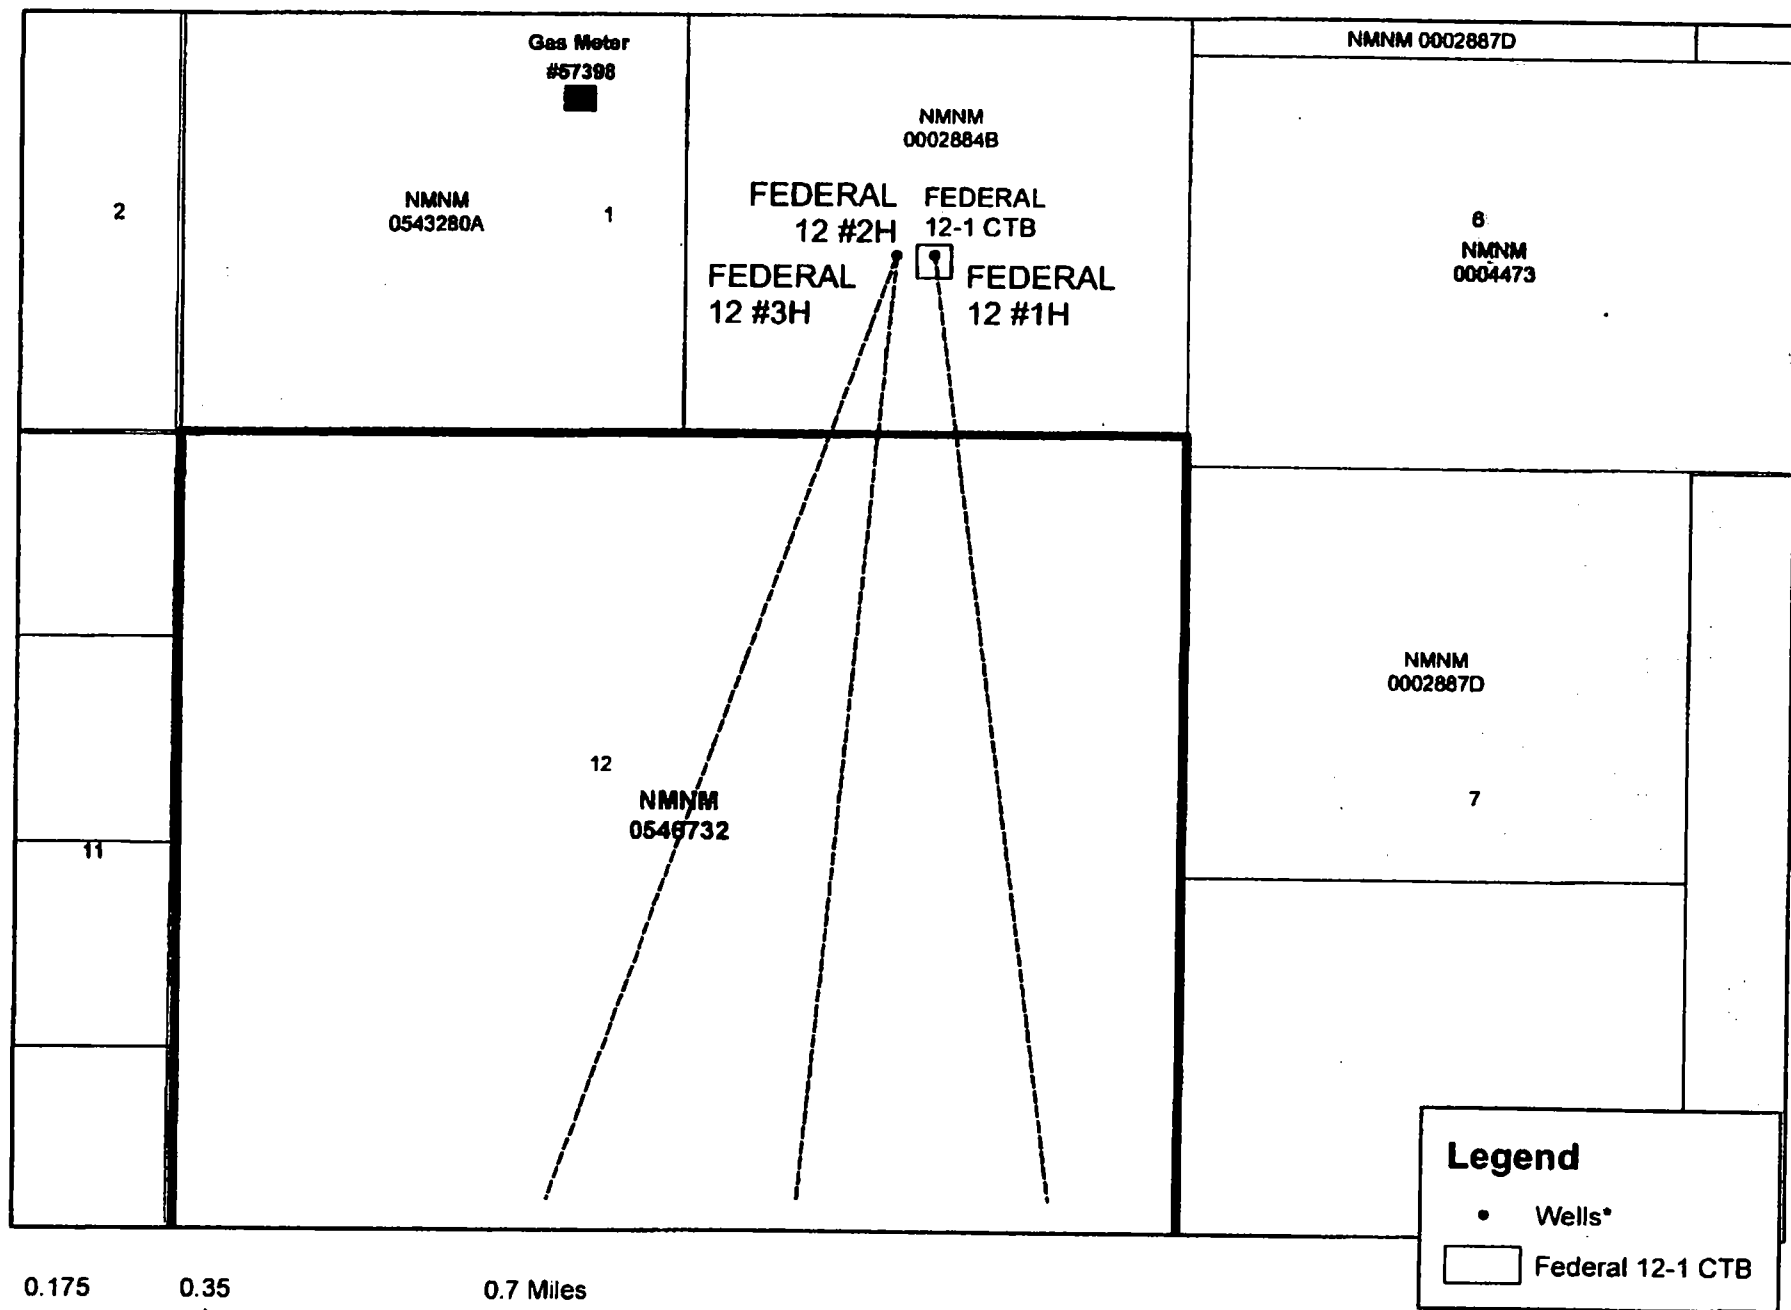 Gas Meter
#57398
NMNM 0002887D
NMNM
0002884B
2
NMNM
0543280A
1
FEDERAL
12 #2H
FEDERAL
12-1 CTB
6
NMNM
0004473
FEDERAL
12 #3H
FEDERAL
12 #1H
NMNM
0002887D
12
NMNM
0546732
7
11
Legend
Wells*
Federal 12-1 CTB
0.175 0.35 0.7 Miles